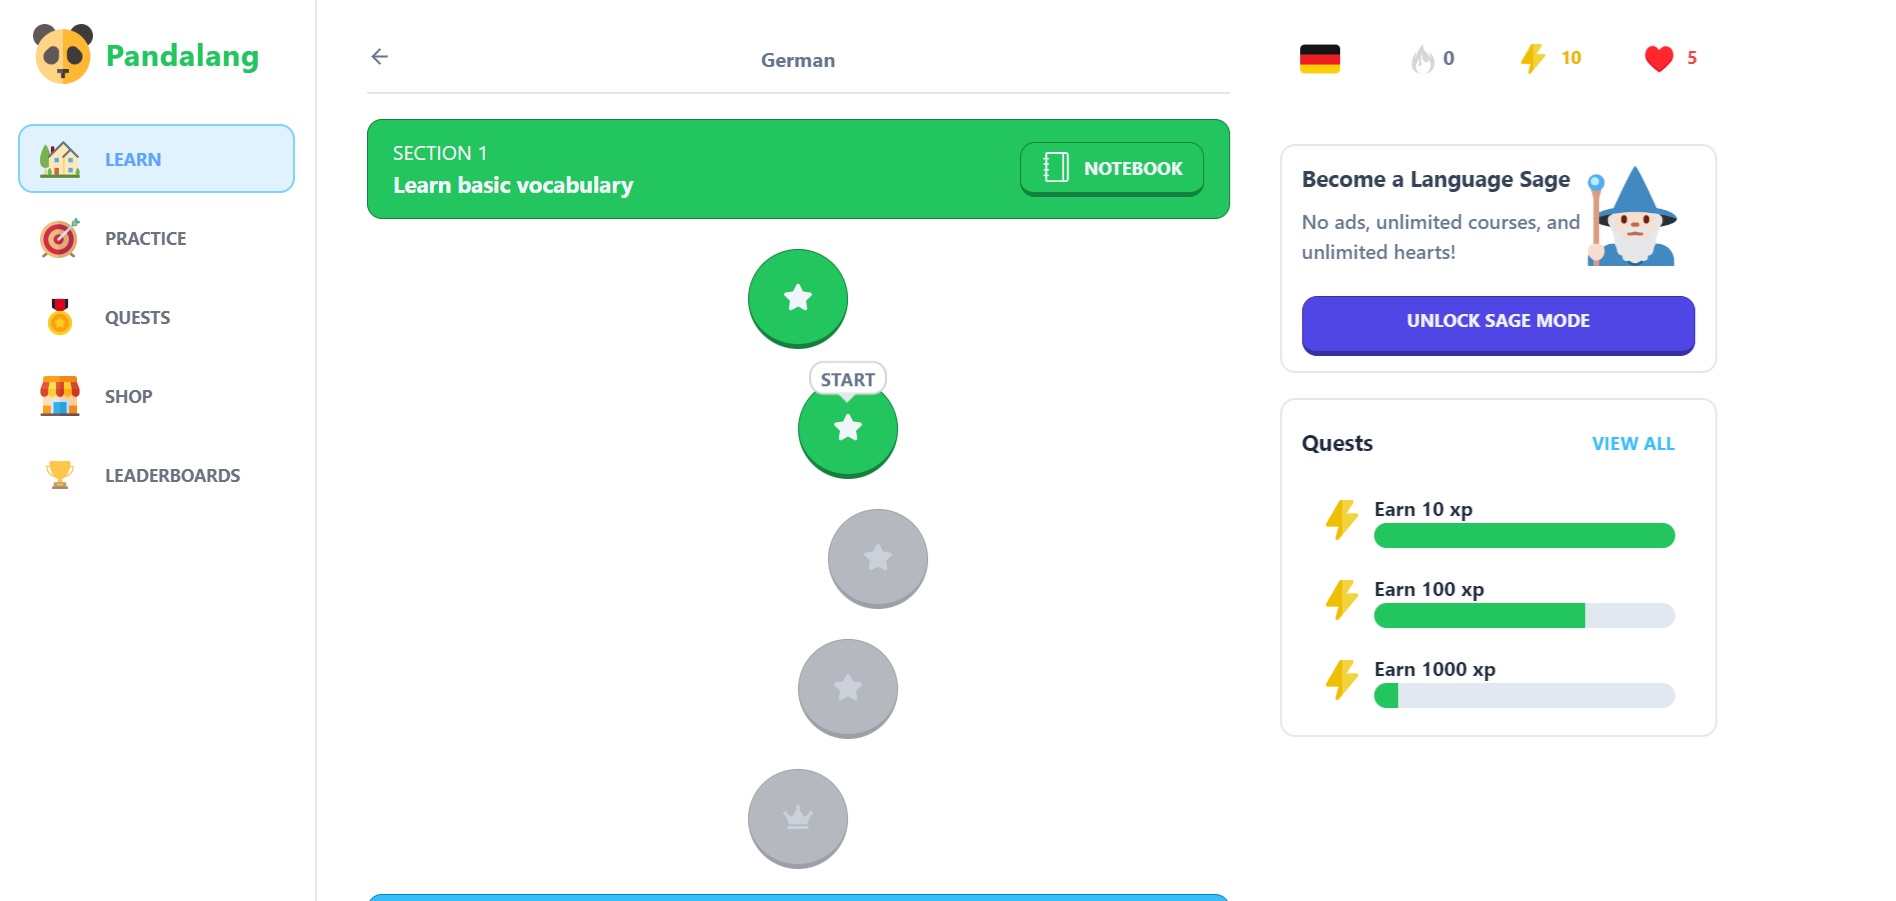 Pandalang
LEARN
PRACTICE
QUESTS
SHOP
LEADERBOARDS
German
SECTION 1
Learn basic vocabulary
NOTEBOOK
START
0
10
5
Become a Language Sage
No ads, unlimited courses, and
unlimited hearts!
UNLOCK SAGE MODE
Quests
VIEW ALL
Earn 10 xp
Earn 100 xp
Earn 1000 xp